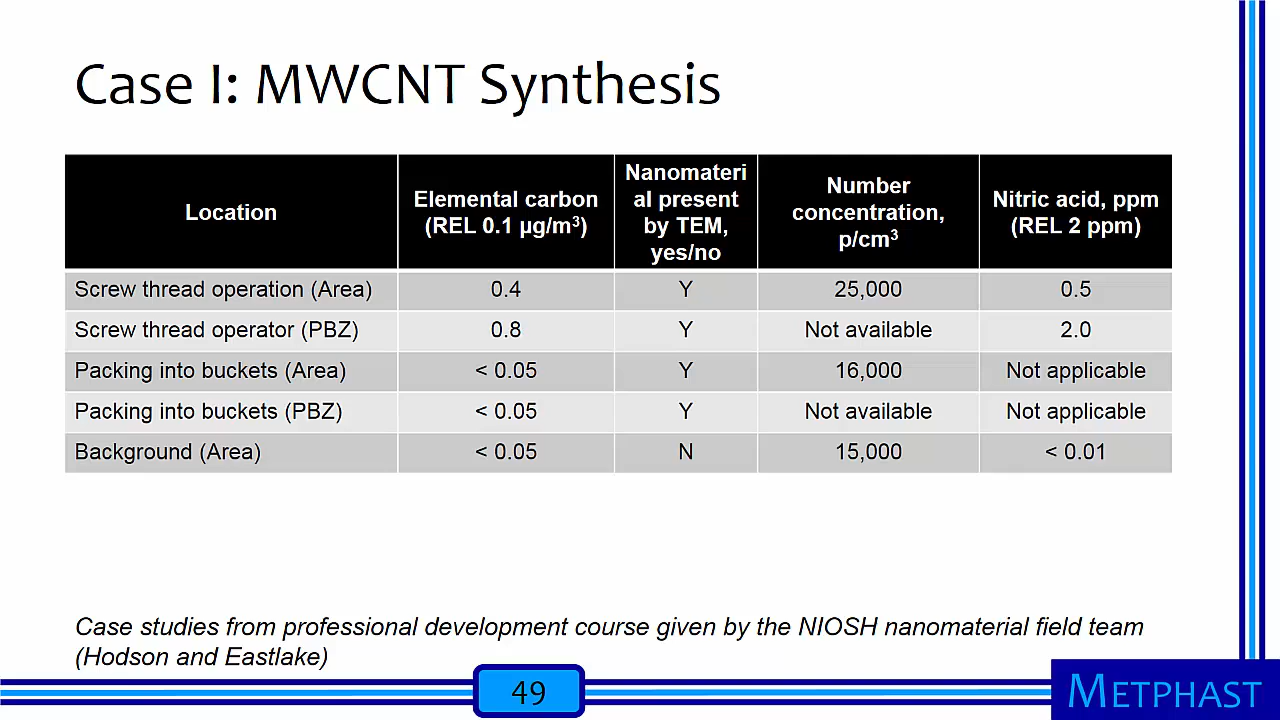 Case I: MWCNT Synthesis
Location
Elemental carbon
(REL 0.1 µg/m³)
Nanomateri
al present
by TEM,
yes/no
Number
concentration,
p/cm³
Nitric acid, ppm
(REL 2 ppm)
Screw thread operation (Area) 0.4 Y 25,000 0.5
Screw thread operator (PBZ) 0.8 Y Not available 2.0
Packing into buckets (Area) < 0.05 Y 16,000 Not applicable
Packing into buckets (PBZ) < 0.05 Y Not available Not applicable
Background (Area) < 0.05 N 15,000 < 0.01
Case studies from professional development course given by the NIOSH nanomaterial field team
(Hodson and Eastlake)
49
METPHAST